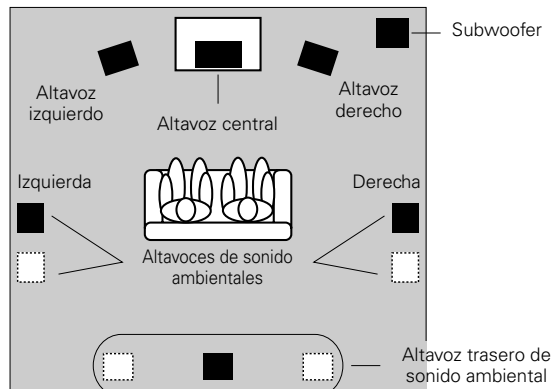 Subwoofer
Altavoz
izquierdo
Altavoz central
Altavoz
derecho
Izquierda
Derecha
Altavoces de sonido
ambientales
Altavoz trasero de
sonido ambiental